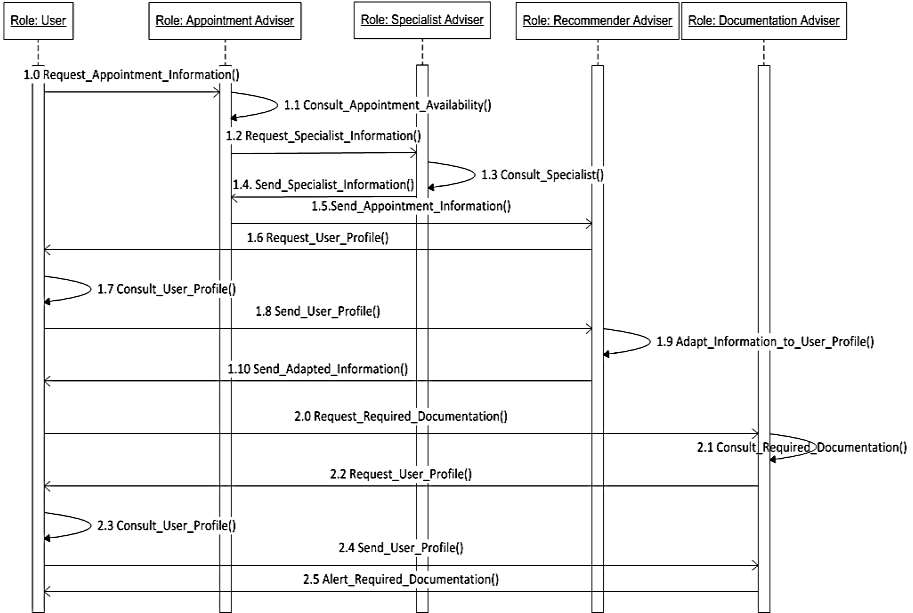 Role: User
Role: Appointment Adviser
Role: Specialist Adviser
Role: Recommender Adviser
Role: Documentation Adviser
1.0 Request_Appointment_Information()
1.1 Consult_Appointment_Availability()
1.2 Request_Specialist_Information()
1.3 Consult_Specialist()
1.4. Send_Specialist_Information()
1.5.Send_Appointment_Information()
1.6 Request_User_Profile()
1.7 Consult_User_Profile()
1.8 Send_User_Profile()
1.9 Adapt_Information_to_User_Profile()
1.10 Send_Adapted_Information()
2.0 Request_Required_Documentation()
2.1 Consult_Required_Documentation()
2.2 Request_User_Profile()
2.3 Consult_User_Profile()
2.4 Send_User_Profile()
2.5 Alert_Required_Documentation()